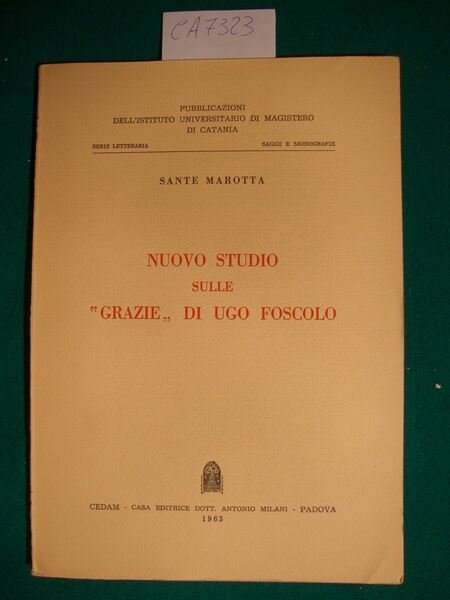 CA7323
PUBBLICAZIONI
DELL'ISTITUTO UNIVERSITARIO DI MAGISTERO
DI CATANIA
SERIE LETTERARIA SAGGI E MONOGRAFIE
SANTE MAROTTA
NUOVO STUDIO
SULLE
‟GRAZIE„ DI UGO FOSCOLO
CEDAM - CASA EDITRICE DOTT. ANTONIO MILANI - PADOVA
1963